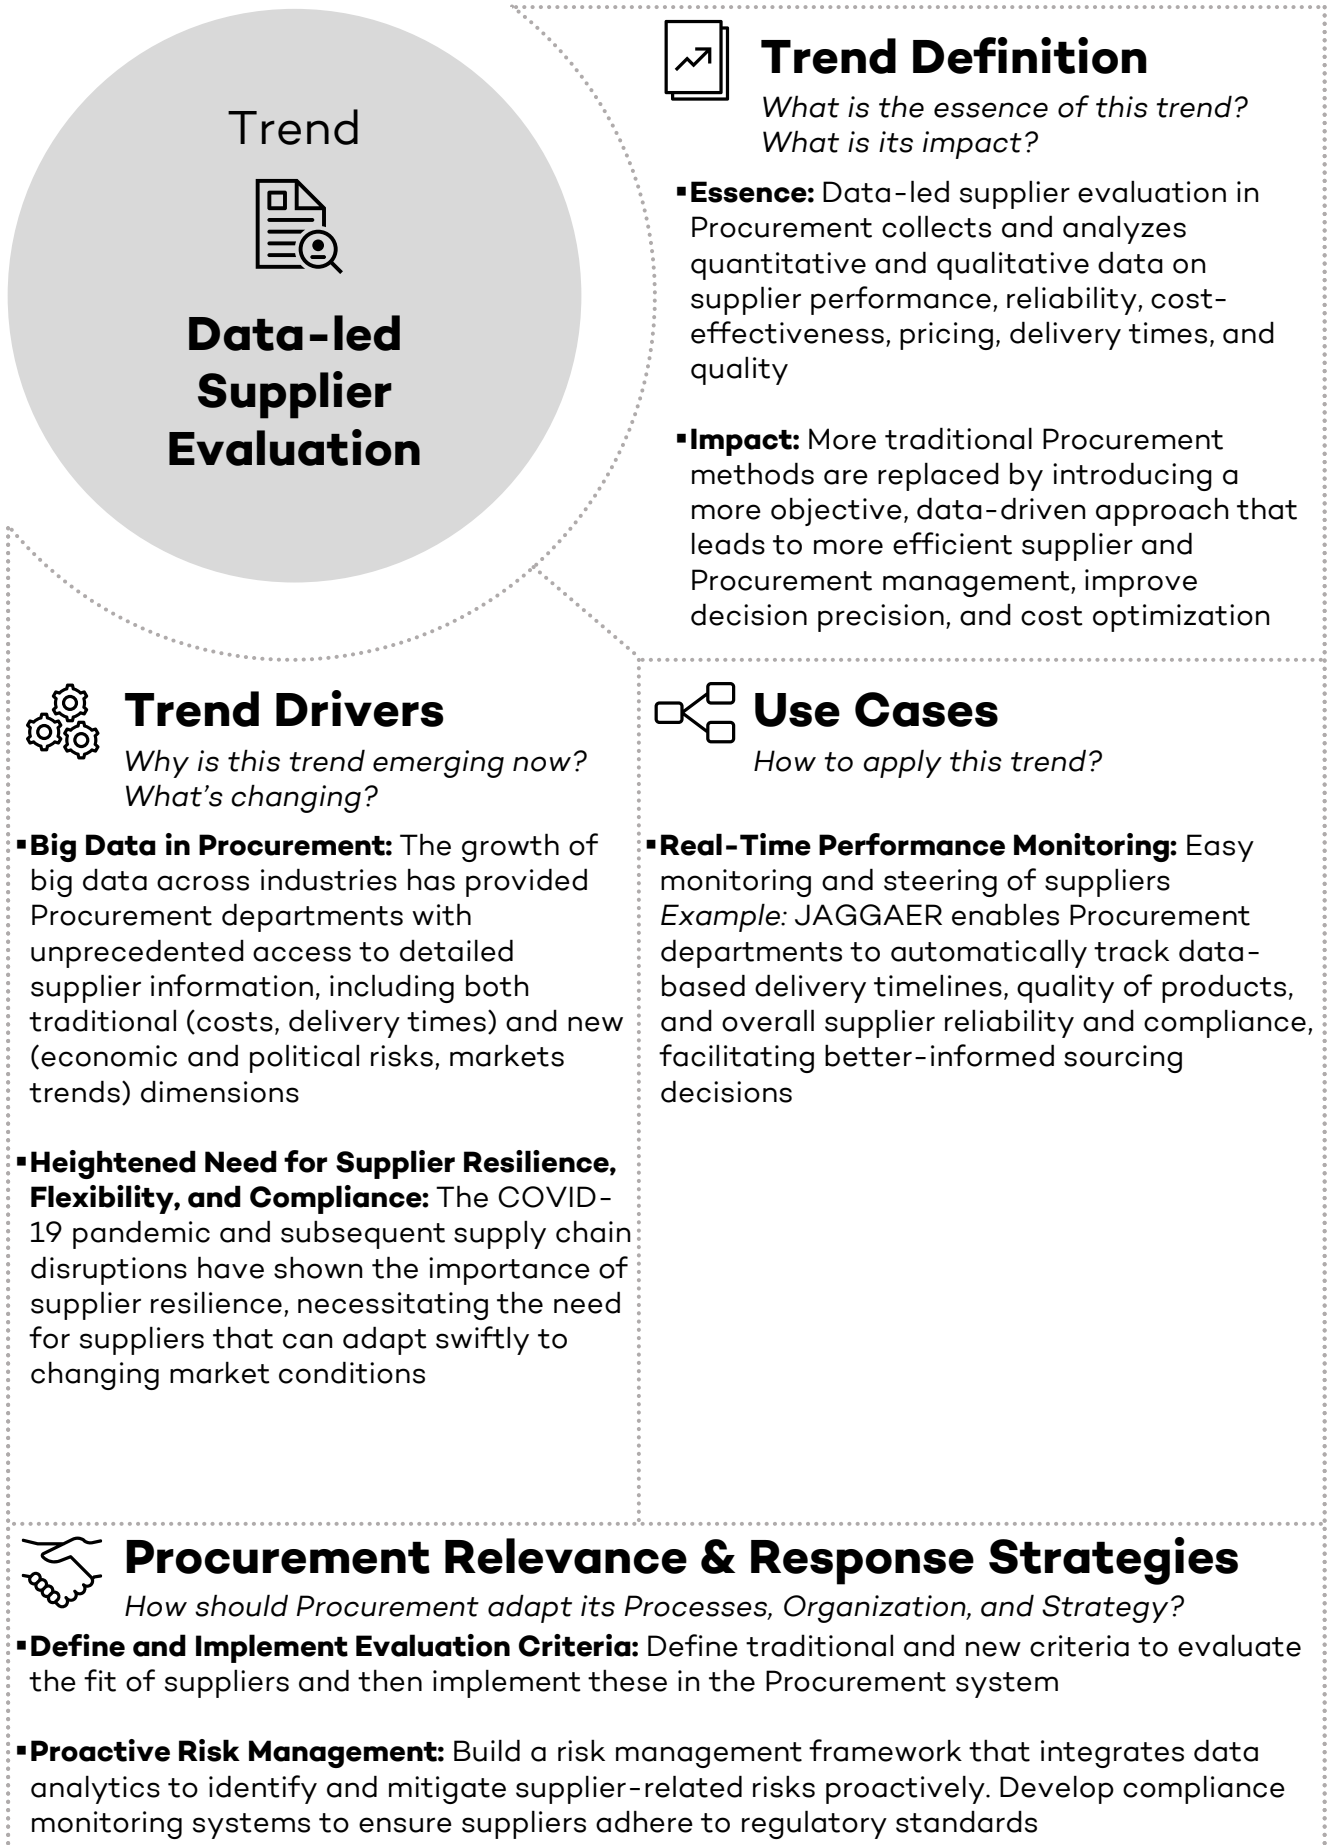 Trend
Data-led
Supplier
Evaluation
Trend Definition
What is the essence of this trend?
What is its impact?
▪Essence: Data-led supplier evaluation in
Procurement collects and analyzes
quantitative and qualitative data on
supplier performance, reliability, cost-
effectiveness, pricing, delivery times, and
quality
▪Impact: More traditional Procurement
methods are replaced by introducing a
more objective, data-driven approach that
leads to more efficient supplier and
Procurement management, improve
decision precision, and cost optimization
Trend Drivers
Why is this trend emerging now?
What’s changing?
▪Big Data in Procurement: The growth of
big data across industries has provided
Procurement departments with
unprecedented access to detailed
supplier information, including both
traditional (costs, delivery times) and new
(economic and political risks, markets
trends) dimensions
▪Heightened Need for Supplier Resilience,
Flexibility, and Compliance: The COVID-
19 pandemic and subsequent supply chain
disruptions have shown the importance of
supplier resilience, necessitating the need
for suppliers that can adapt swiftly to
changing market conditions
Use Cases
How to apply this trend?
▪Real-Time Performance Monitoring: Easy
monitoring and steering of suppliers
Example: JAGGAER enables Procurement
departments to automatically track data-
based delivery timelines, quality of products,
and overall supplier reliability and compliance,
facilitating better-informed sourcing
decisions
Procurement Relevance & Response Strategies
How should Procurement adapt its Processes, Organization, and Strategy?
▪Define and Implement Evaluation Criteria: Define traditional and new criteria to evaluate
the fit of suppliers and then implement these in the Procurement system
▪Proactive Risk Management: Build a risk management framework that integrates data
analytics to identify and mitigate supplier-related risks proactively. Develop compliance
monitoring systems to ensure suppliers adhere to regulatory standards